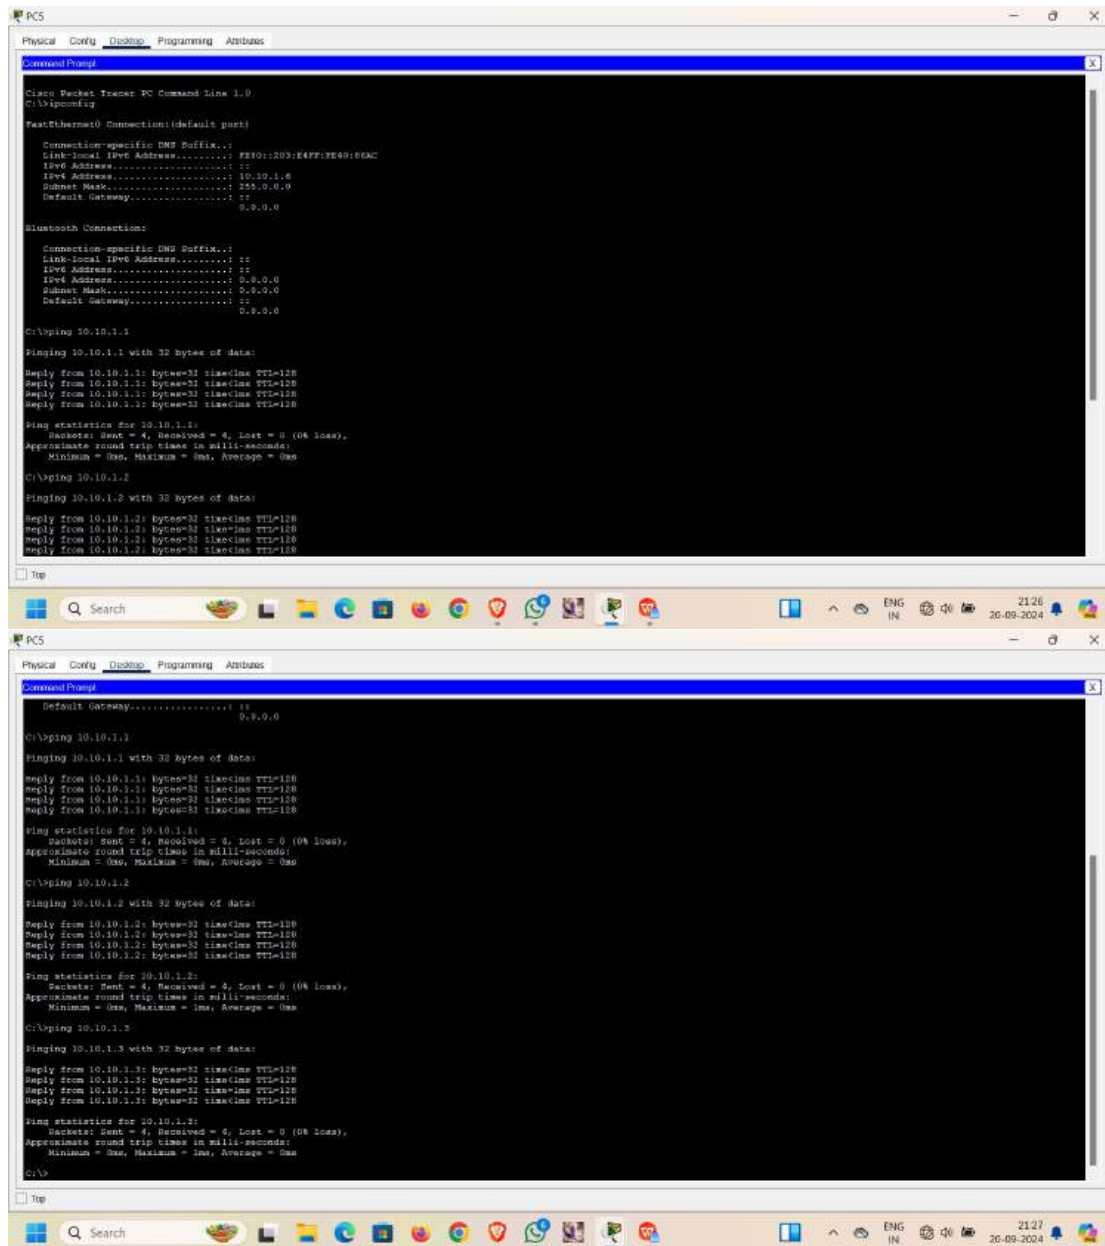 PC5
Physical Config Desktop Programming Attributes
Command Prompt X
Cisco Packet Tracer PC Command Line 1.0
C:\>ipconfig
FastEthernet0 Connection:(default port)
Connection-specific DNS Suffix..:
Link-local IPv6 Address.........: FE80::203:E4FF:FE40:86AC
IPv6 Address....................: ::
IPv4 Address....................: 10.10.1.6
Subnet Mask.....................: 255.0.0.0
Default Gateway.................: ::
0.0.0.0
Bluetooth Connection:
Connection-specific DNS Suffix..:
Link-local IPv6 Address.........: ::
IPv6 Address....................: ::
IPv4 Address....................: 0.0.0.0
Subnet Mask.....................: 0.0.0.0
Default Gateway.................: ::
0.0.0.0
C:\>ping 10.10.1.1
Pinging 10.10.1.1 with 32 bytes of data:
Reply from 10.10.1.1: bytes=32 time<1ms TTL=128
Reply from 10.10.1.1: bytes=32 time<1ms TTL=128
Reply from 10.10.1.1: bytes=32 time<1ms TTL=128
Reply from 10.10.1.1: bytes=32 time<1ms TTL=128
Ping statistics for 10.10.1.1:
Packets: Sent = 4, Received = 4, Lost = 0 (0% loss),
Approximate round trip times in milli-seconds:
Minimum = 0ms, Maximum = 0ms, Average = 0ms
C:\>ping 10.10.1.2
Pinging 10.10.1.2 with 32 bytes of data:
Reply from 10.10.1.2: bytes=32 time<1ms TTL=128
Reply from 10.10.1.2: bytes=32 time=1ms TTL=128
Reply from 10.10.1.2: bytes=32 time<1ms TTL=128
Reply from 10.10.1.2: bytes=32 time<1ms TTL=128
Top
Search ENG 21:26
IN 20-09-2024
PC5
Physical Config Desktop Programming Attributes
Command Prompt X
Default Gateway.................: ::
0.0.0.0
C:\>ping 10.10.1.1
Pinging 10.10.1.1 with 32 bytes of data:
Reply from 10.10.1.1: bytes=32 time<1ms TTL=128
Reply from 10.10.1.1: bytes=32 time<1ms TTL=128
Reply from 10.10.1.1: bytes=32 time<1ms TTL=128
Reply from 10.10.1.1: bytes=32 time<1ms TTL=128
Ping statistics for 10.10.1.1:
Packets: Sent = 4, Received = 4, Lost = 0 (0% loss),
Approximate round trip times in milli-seconds:
Minimum = 0ms, Maximum = 0ms, Average = 0ms
C:\>ping 10.10.1.2
Pinging 10.10.1.2 with 32 bytes of data:
Reply from 10.10.1.2: bytes=32 time<1ms TTL=128
Reply from 10.10.1.2: bytes=32 time=1ms TTL=128
Reply from 10.10.1.2: bytes=32 time<1ms TTL=128
Reply from 10.10.1.2: bytes=32 time<1ms TTL=128
Ping statistics for 10.10.1.2:
Packets: Sent = 4, Received = 4, Lost = 0 (0% loss),
Approximate round trip times in milli-seconds:
Minimum = 0ms, Maximum = 1ms, Average = 0ms
C:\>ping 10.10.1.3
Pinging 10.10.1.3 with 32 bytes of data:
Reply from 10.10.1.3: bytes=32 time<1ms TTL=128
Reply from 10.10.1.3: bytes=32 time<1ms TTL=128
Reply from 10.10.1.3: bytes=32 time=1ms TTL=128
Reply from 10.10.1.3: bytes=32 time<1ms TTL=128
Ping statistics for 10.10.1.3:
Packets: Sent = 4, Received = 4, Lost = 0 (0% loss),
Approximate round trip times in milli-seconds:
Minimum = 0ms, Maximum = 1ms, Average = 0ms
C:\>
Top
Search ENG 21:27
IN 20-09-2024